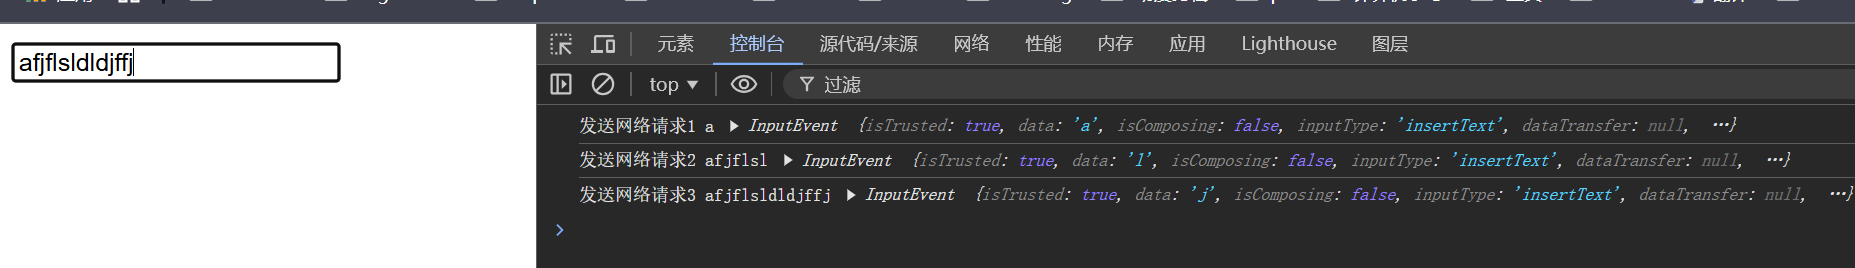 afjflsldldjffj
元素 控制台 源代码/来源 网络 性能 内存 应用 Lighthouse 图层
top ▼ 过滤
发送网络请求1 a ▶ InputEvent {isTrusted: true, data: 'a', isComposing: false, inputType: 'insertText', dataTransfer: null, …}
发送网络请求2 afjflsl ▶ InputEvent {isTrusted: true, data: 'l', isComposing: false, inputType: 'insertText', dataTransfer: null, …}
发送网络请求3 afjflsldldjffj ▶ InputEvent {isTrusted: true, data: 'j', isComposing: false, inputType: 'insertText', dataTransfer: null, …}
>